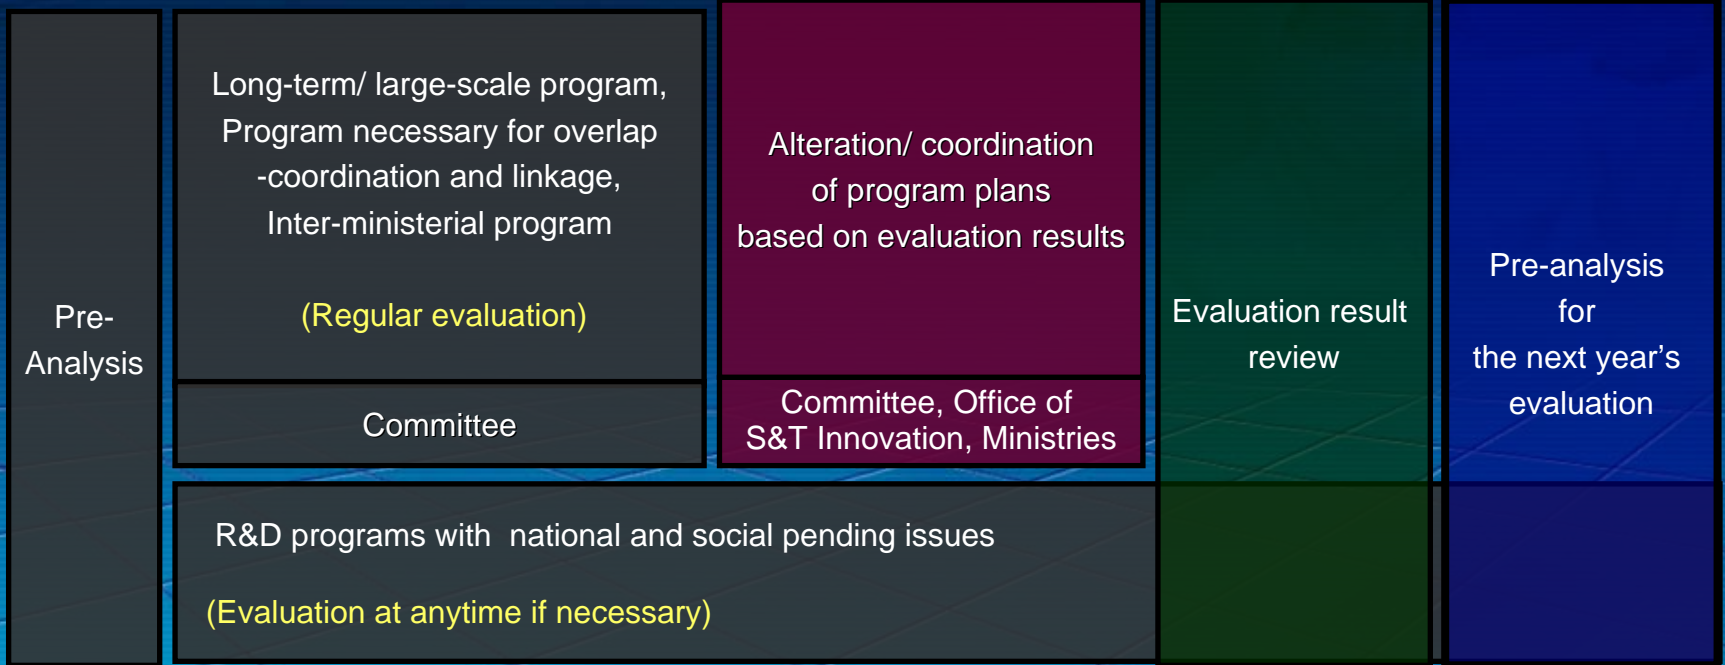 Pre-
Analysis
Long-term/ large-scale program,
Program necessary for overlap
-coordination and linkage,
Inter-ministerial program
(Regular evaluation)
Committee
Alteration/ coordination
of program plans
based on evaluation results
Committee, Office of
S&T Innovation, Ministries
R&D programs with  national and social pending issues
(Evaluation at anytime if necessary)
Evaluation result
review
Pre-analysis
for
the next year’s
evaluation